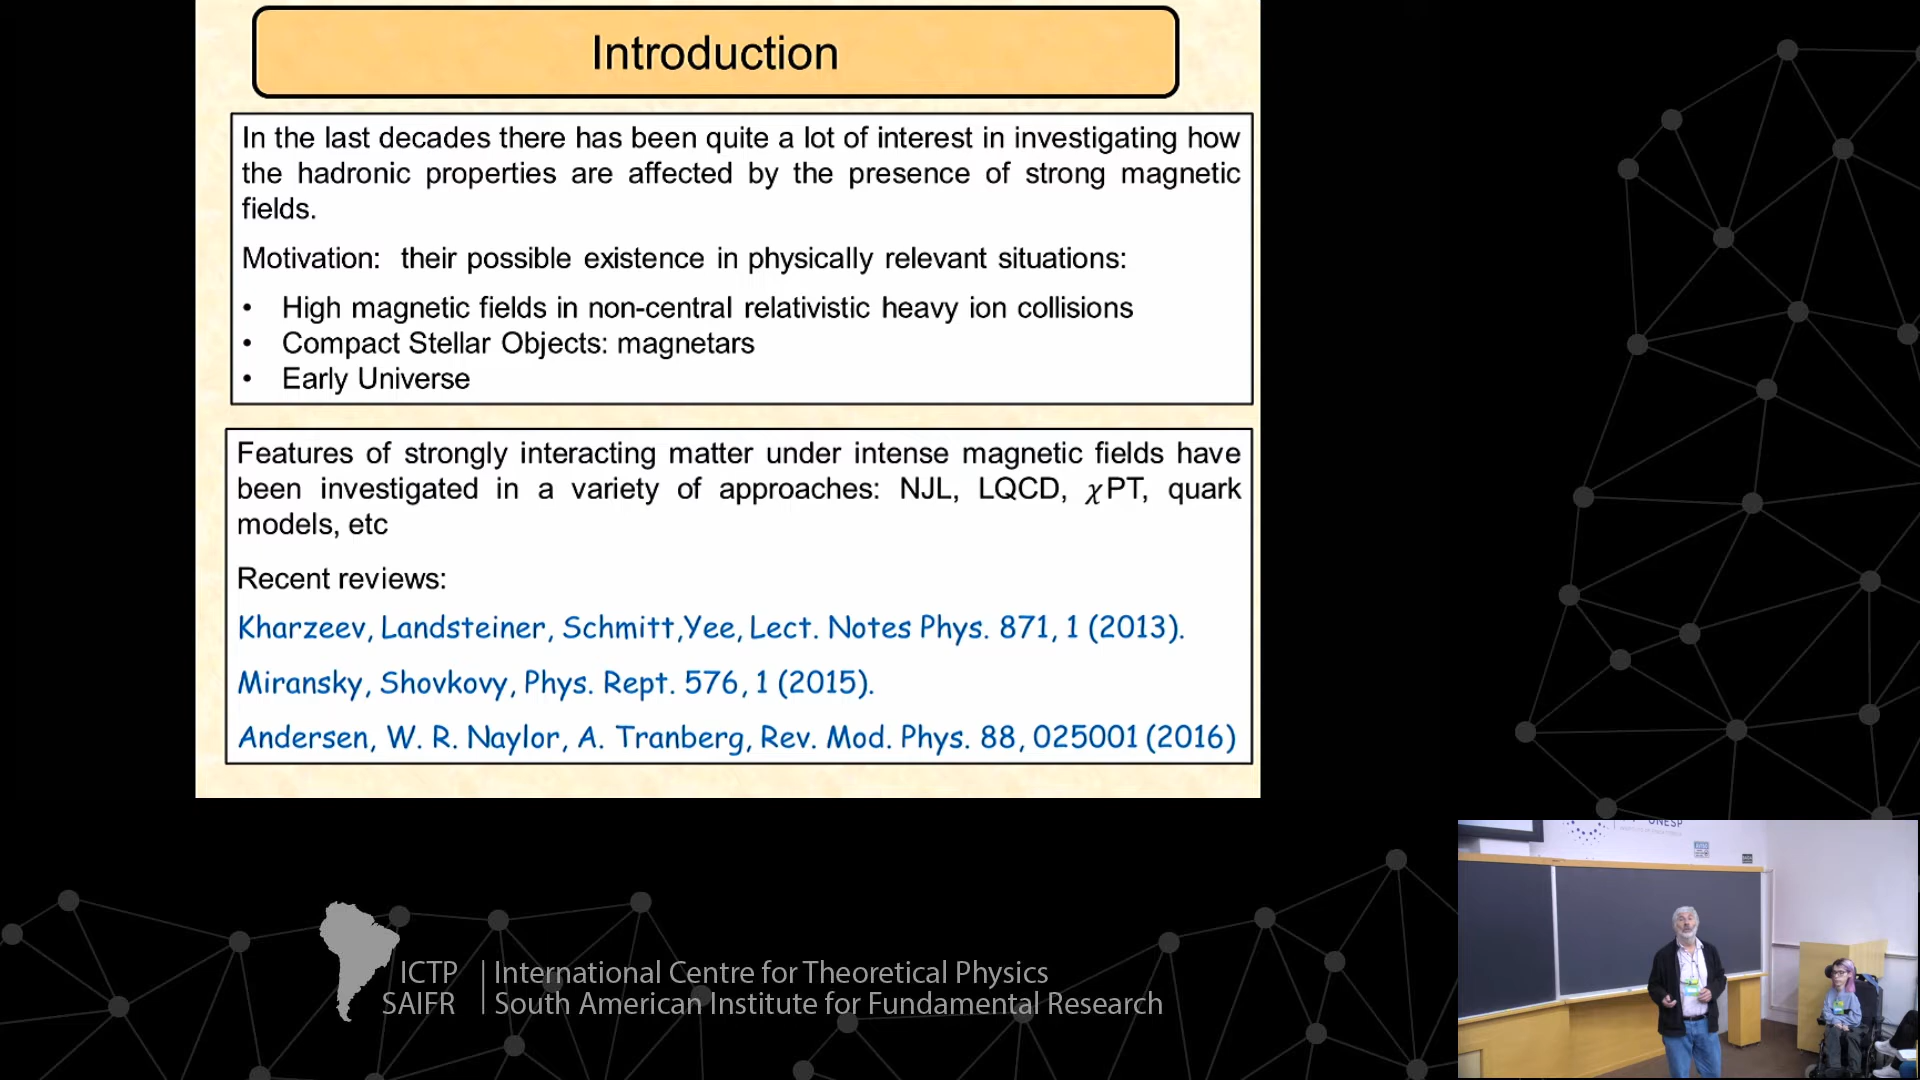 Introduction
In the last decades there has been quite a lot of interest in investigating how
the hadronic properties are affected by the presence of strong magnetic
fields.
Motivation: their possible existence in physically relevant situations:
• High magnetic fields in non-central relativistic heavy ion collisions
• Compact Stellar Objects: magnetars
• Early Universe
Features of strongly interacting matter under intense magnetic fields have
been investigated in a variety of approaches: NJL, LQCD, χPT, quark
models, etc
Recent reviews:
Kharzeev, Landsteiner, Schmitt,Yee, Lect. Notes Phys. 871, 1 (2013).
Miransky, Shovkovy, Phys. Rept. 576, 1 (2015).
Andersen, W. R. Naylor, A. Tranberg, Rev. Mod. Phys. 88, 025001 (2016)
UNESP
ICTP
SAIFR
International Centre for Theoretical Physics
South American Institute for Fundamental Research